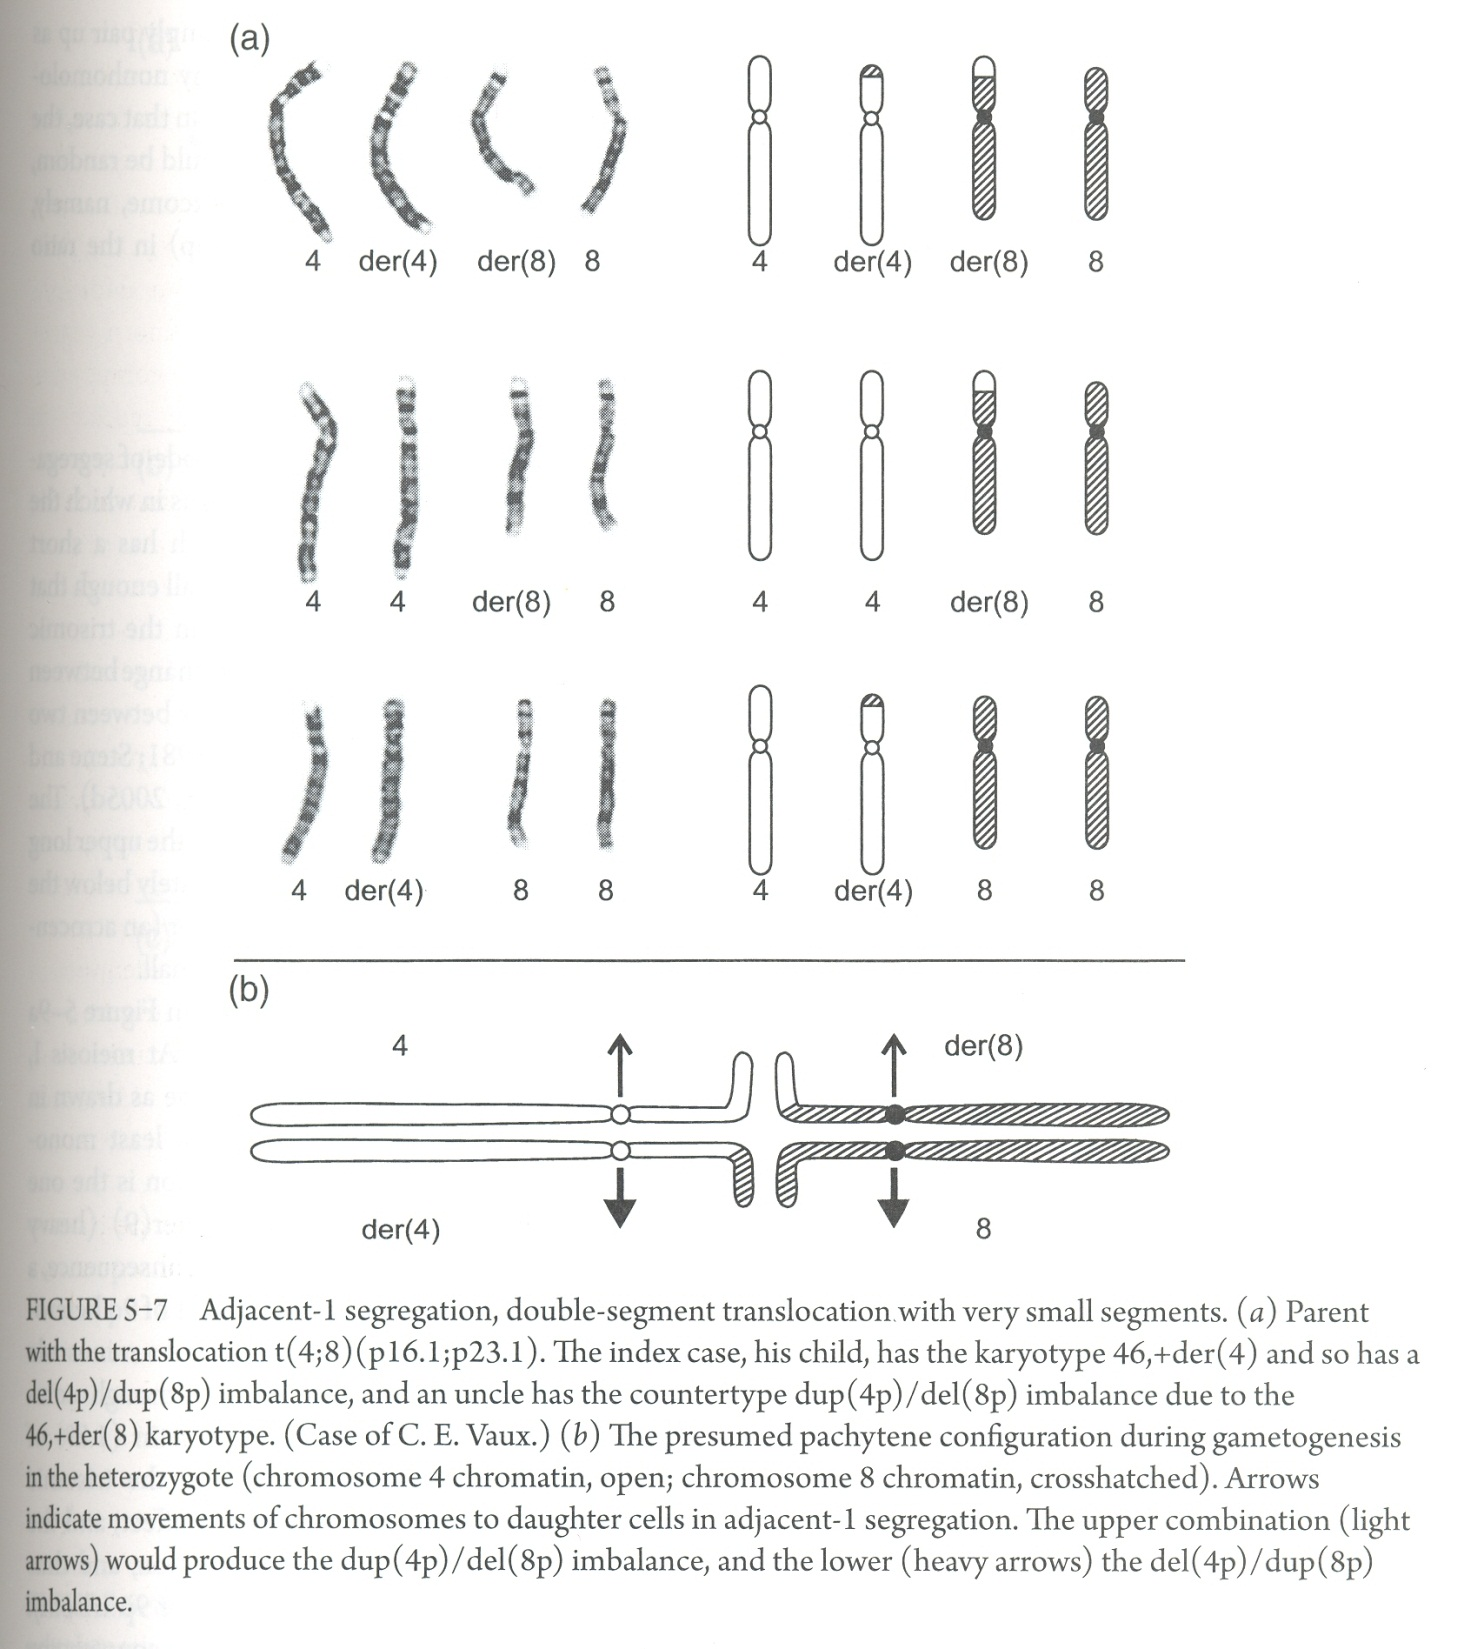 (a)
4 der(4) der(8) 8 4 der(4) der(8) 8
4 4 der(8) 8 4 4 der(8) 8
4 der(4) 8 8 4 der(4) 8 8
(b)
4 der(8)
der(4) 8
FIGURE 5–7 Adjacent-1 segregation, double-segment translocation with very small segments. (a) Parent
with the translocation t(4;8)(p16.1;p23.1). The index case, his child, has the karyotype 46,+der(4) and so has a
del(4p)/dup(8p) imbalance, and an uncle has the countertype dup(4p)/del(8p) imbalance due to the
46,+der(8) karyotype. (Case of C. E. Vaux.) (b) The presumed pachytene configuration during gametogenesis
in the heterozygote (chromosome 4 chromatin, open; chromosome 8 chromatin, crosshatched). Arrows
indicate movements of chromosomes to daughter cells in adjacent-1 segregation. The upper combination (light
arrows) would produce the dup(4p)/del(8p) imbalance, and the lower (heavy arrows) the del(4p)/dup(8p)
imbalance.